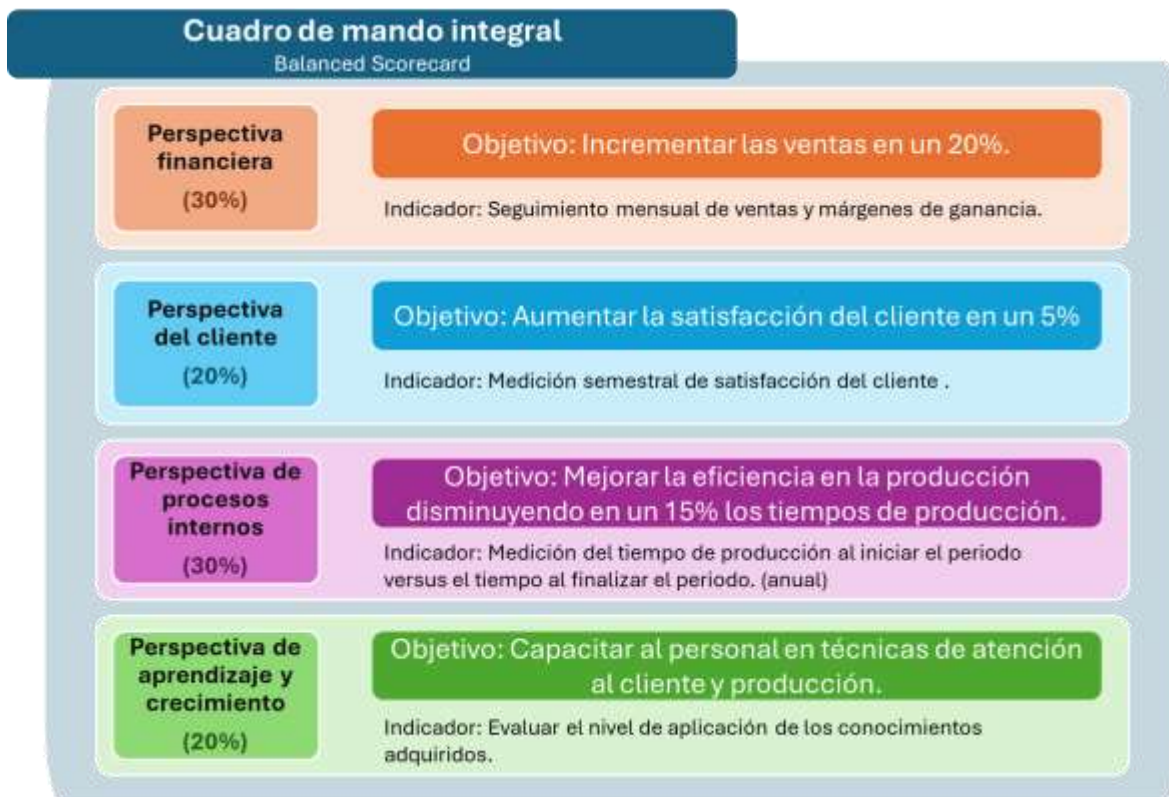 Cuadro de mando integral
Balanced Scorecard
Perspectiva
financiera
(30%)
Objetivo: Incrementar las ventas en un 20%.
Indicador: Seguimiento mensual de ventas y márgenes de ganancia.
Perspectiva
del cliente
(20%)
Objetivo: Aumentar la satisfacción del cliente en un 5%
Indicador: Medición semestral de satisfacción del cliente .
Perspectiva de
procesos
internos
(30%)
Objetivo: Mejorar la eficiencia en la producción
disminuyendo en un 15% los tiempos de producción.
Indicador: Medición del tiempo de producción al iniciar el periodo
versus el tiempo al finalizar el periodo. (anual)
Perspectiva de
aprendizaje y
crecimiento
(20%)
Objetivo: Capacitar al personal en técnicas de atención
al cliente y producción.
Indicador: Evaluar el nivel de aplicación de los conocimientos
adquiridos.